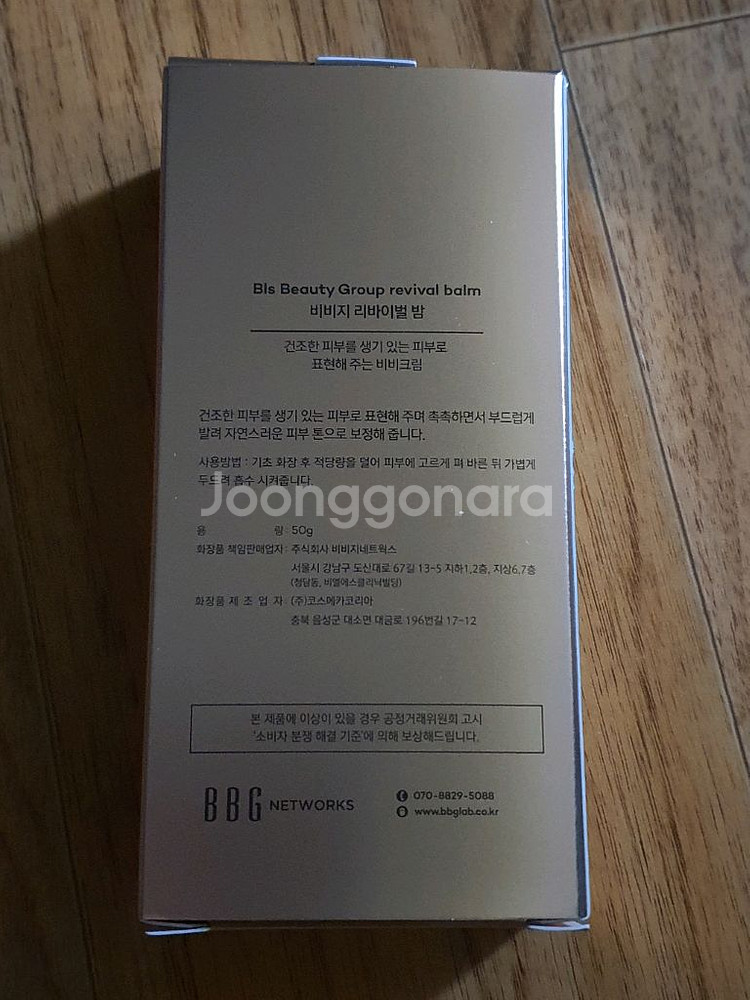 Bls Beauty Group revival balm
비비지 리바이벌 밤
건조한 피부를 생기 있는 피부로
표현해 주는 비비크림
건조한 피부를 생기 있는 피부로 표현해 주며 촉촉하면서 부드럽게
발려 자연스러운 피부 톤으로 보정해 줍니다.
사용방법 : 기초 화장 후 적당량을 덜어 피부에 고르게 펴 바른 뒤 가볍게
두드려 흡수 시켜줍니다.
Joonggonara
용 량 : 50g
화장품 책임판매업자 : 주식회사 비비지네트웍스
서울시 강남구 도산대로 67길 13-5 지하1,2층, 지상6,7층
(청담동, 비엘에스클리닉빌딩)
화장품 제조업자 : (주)코스메카코리아
충북 음성군 대소면 대금로 196번길 17-12
본 제품에 이상이 있을 경우 공정거래위원회 고시
'소비자 분쟁 해결 기준'에 의해 보상해드립니다.
BBG NETWORKS
070-8829-5088
www.bbglab.co.kr